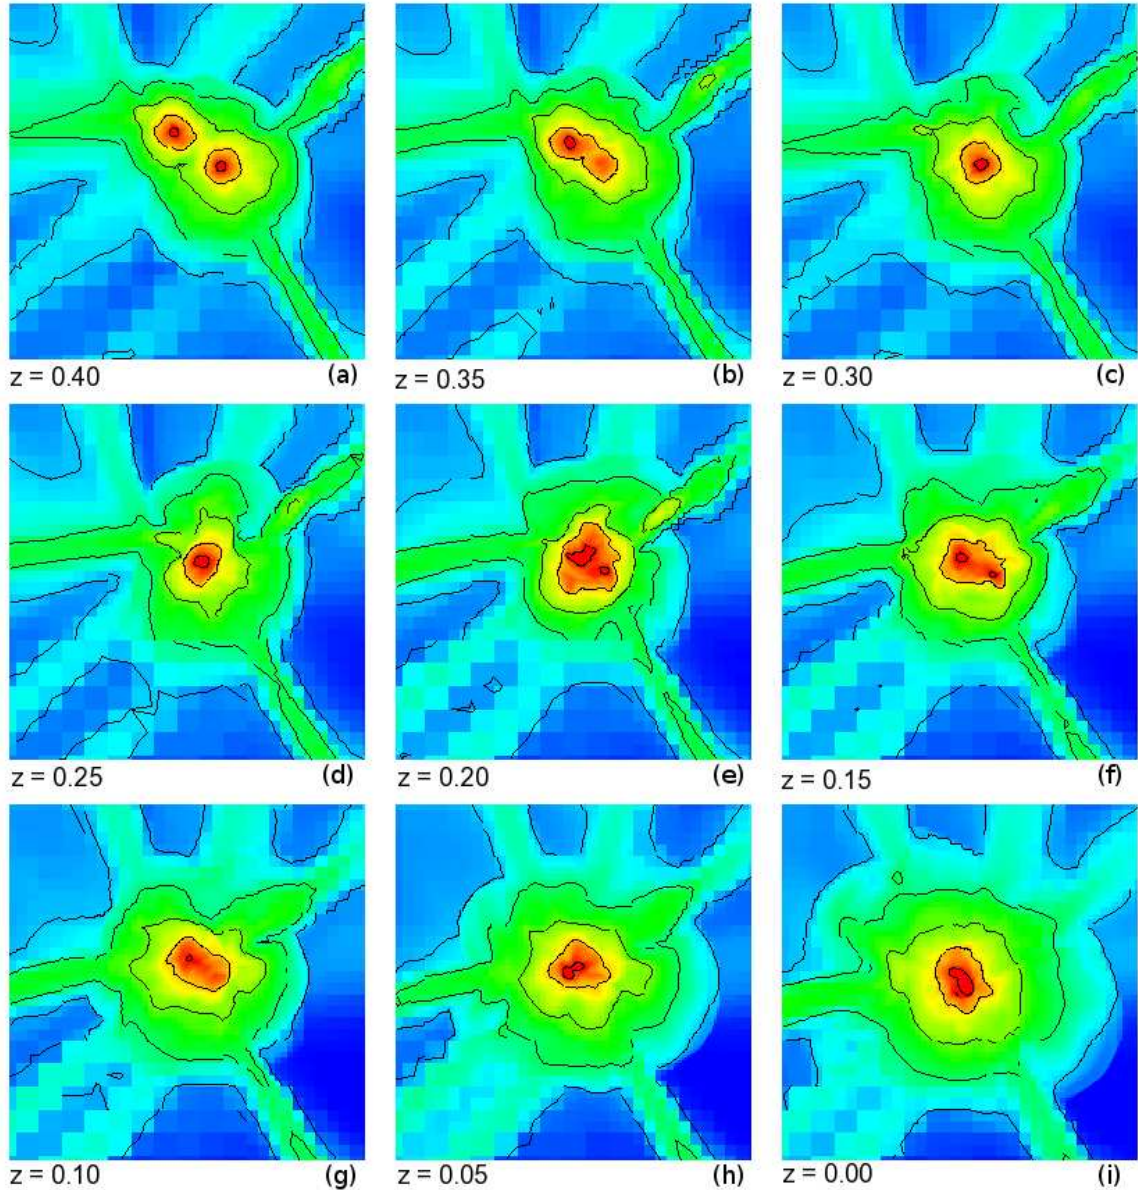 z = 0.40 (a) z = 0.35 (b) z = 0.30 (c)
z = 0.25 (d) z = 0.20 (e) z = 0.15 (f)
z = 0.10 (g) z = 0.05 (h) z = 0.00 (i)